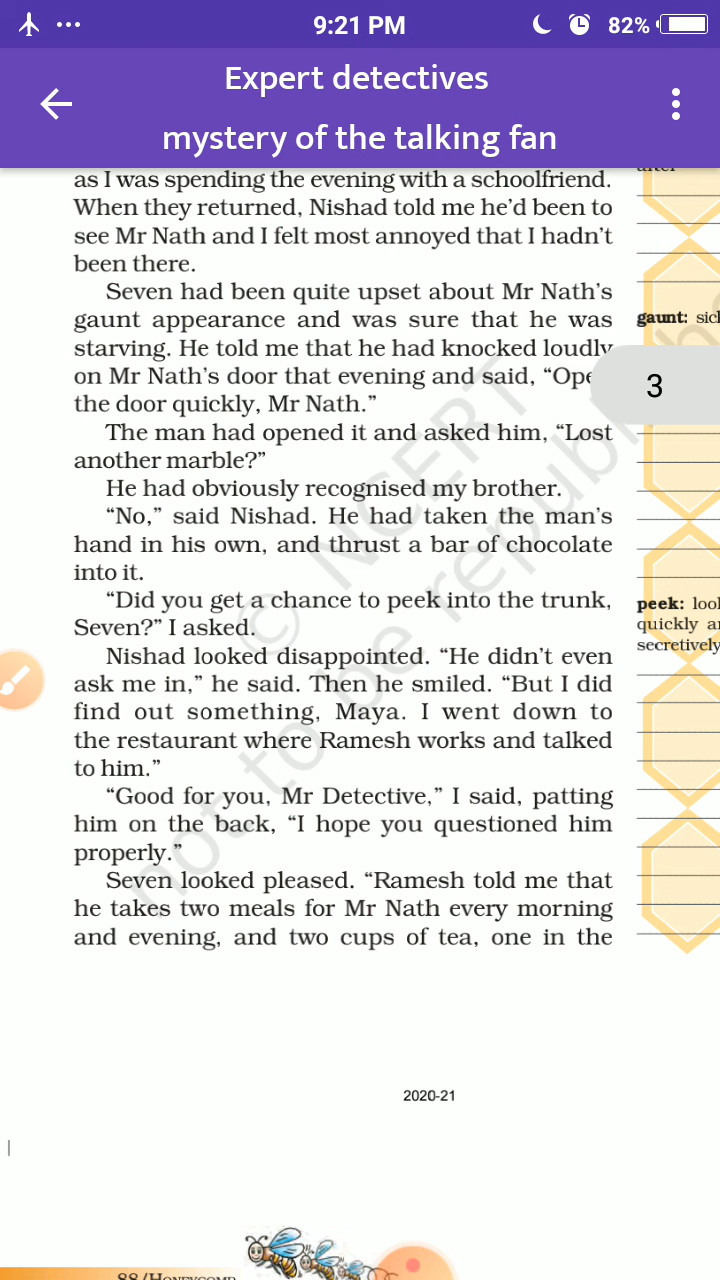 9:21 PM
82%
Expert detectives
mystery of the talking fan
as I was spending the evening with a schoolfriend.
When they returned, Nishad told me he’d been to
see Mr Nath and I felt most annoyed that I hadn’t
been there.
Seven had been quite upset about Mr Nath’s
gaunt appearance and was sure that he was
starving. He told me that he had knocked loudly
on Mr Nath’s door that evening and said, “Ope
the door quickly, Mr Nath.”
The man had opened it and asked him, “Lost
another marble?”
He had obviously recognised my brother.
“No,” said Nishad. He had taken the man’s
hand in his own, and thrust a bar of chocolate
into it.
“Did you get a chance to peek into the trunk,
Seven?” I asked.
Nishad looked disappointed. “He didn’t even
ask me in,” he said. Then he smiled. “But I did
find out something, Maya. I went down to
the restaurant where Ramesh works and talked
to him.”
“Good for you, Mr Detective,” I said, patting
him on the back, “I hope you questioned him
properly.”
Seven looked pleased. “Ramesh told me that
he takes two meals for Mr Nath every morning
and evening, and two cups of tea, one in the
gaunt: sic
3
peek: loo
quickly a
secretively
© NCERT
not to be republish
2020-21
88/HONEYCOMB